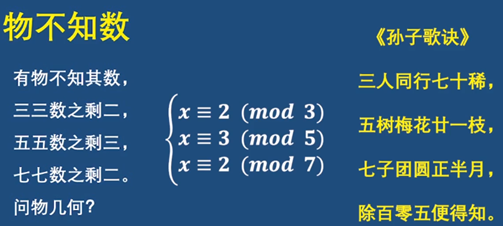 物不知数
有物不知其数，
三三数之剩二，
五五数之剩三，
七七数之剩二。
问物几何?
x ≡ 2 (mod 3)
x ≡ 3 (mod 5)
x ≡ 2 (mod 7)
《孙子歌诀》
三人同行七十稀，
五树梅花廿一枝，
七子团圆正半月，
除百零五便得知。